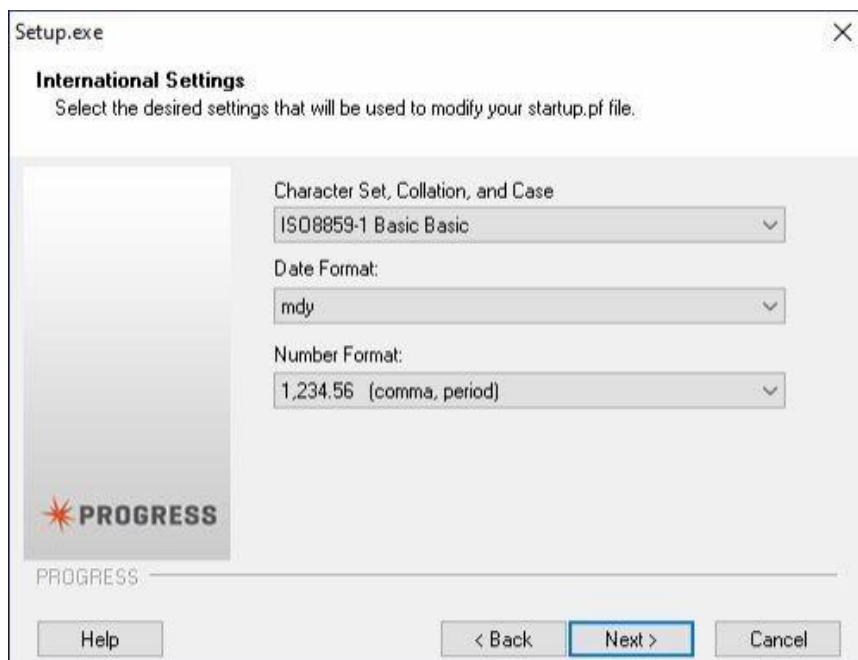 Setup.exe
International Settings
Select the desired settings that will be used to modify your startup.pf file.
Character Set, Collation, and Case
ISO8859-1 Basic Basic
Date Format:
mdy
Number Format:
1,234.56 (comma, period)
PROGRESS
PROGRESS
Help
< Back
Next >
Cancel